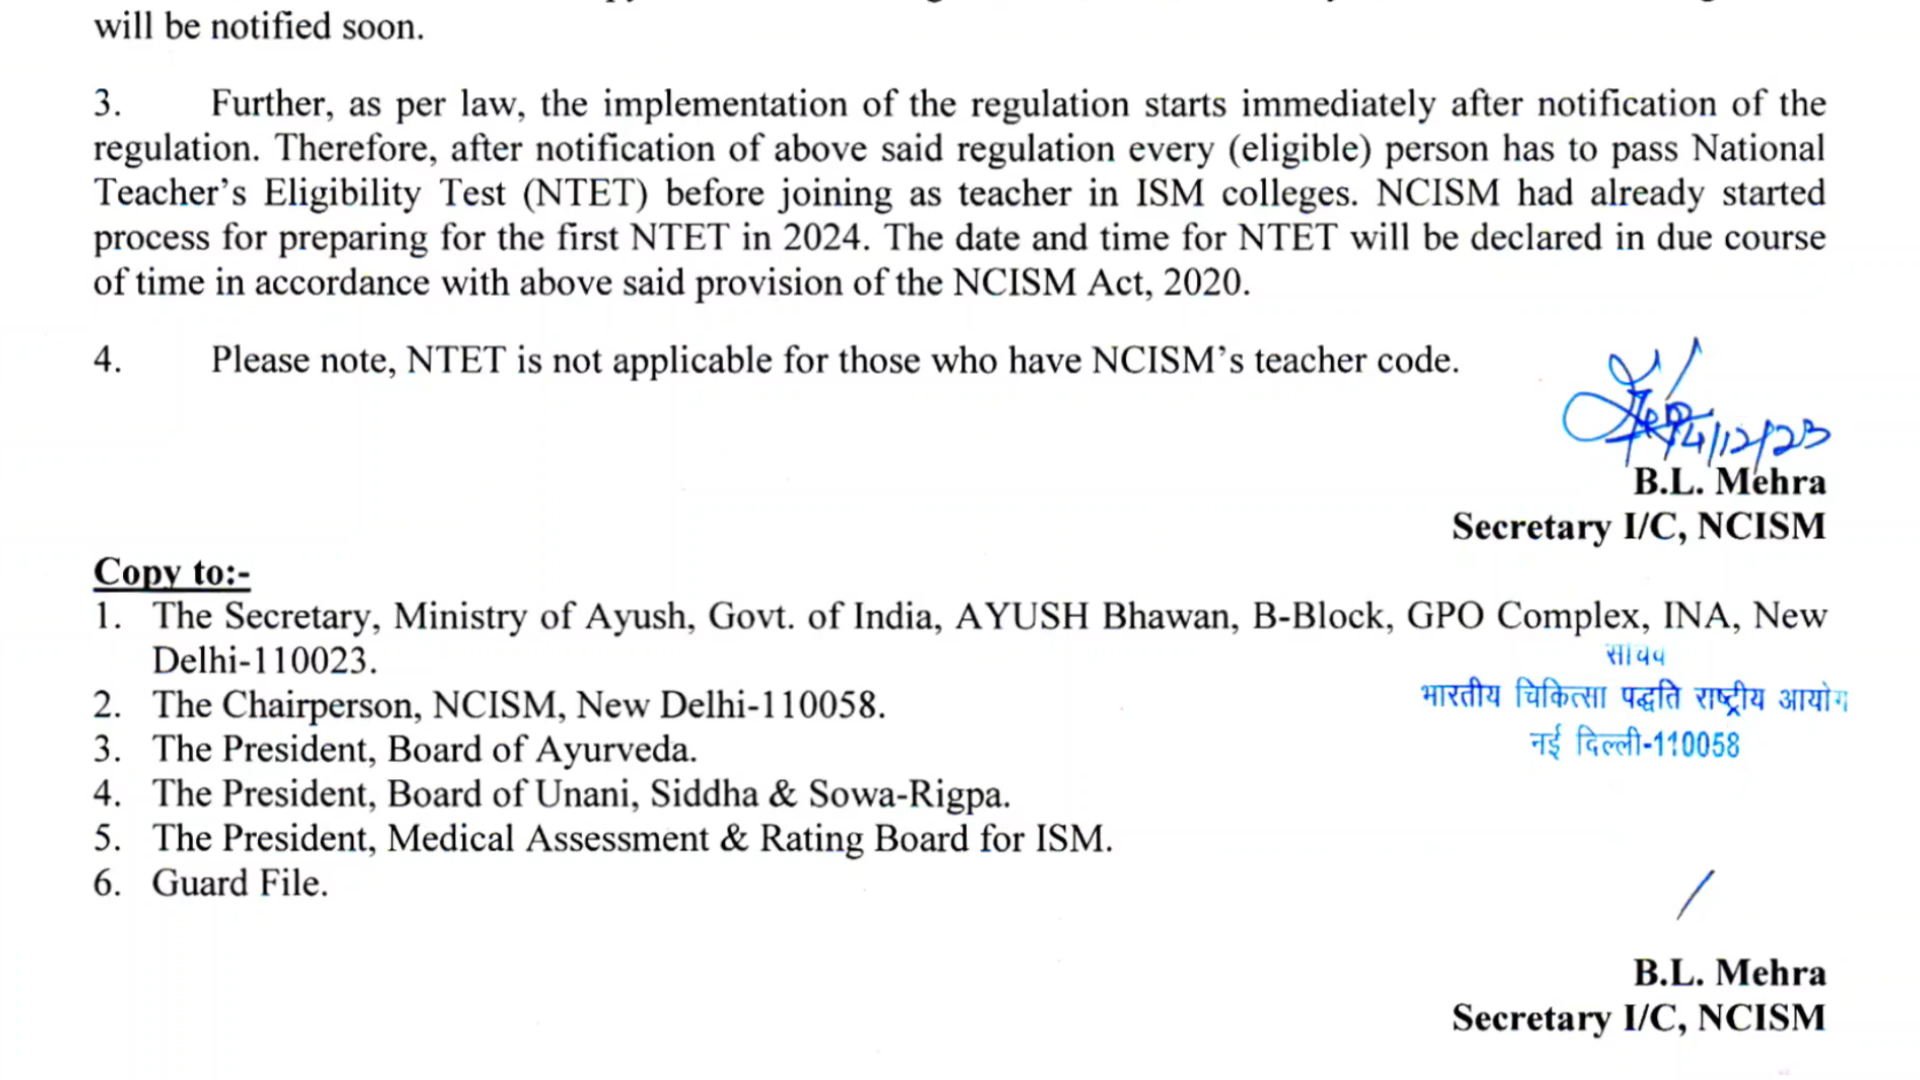 will be notified soon.
3. Further, as per law, the implementation of the regulation starts immediately after notification of the
regulation. Therefore, after notification of above said regulation every (eligible) person has to pass National
Teacher’s Eligibility Test (NTET) before joining as teacher in ISM colleges. NCISM had already started
process for preparing for the first NTET in 2024. The date and time for NTET will be declared in due course
of time in accordance with above said provision of the NCISM Act, 2020.
4. Please note, NTET is not applicable for those who have NCISM’s teacher code.
14/12/23
B.L. Mehra
Secretary I/C, NCISM
Copy to:-
1. The Secretary, Ministry of Ayush, Govt. of India, AYUSH Bhawan, B-Block, GPO Complex, INA, New
Delhi-110023.
2. The Chairperson, NCISM, New Delhi-110058.
3. The President, Board of Ayurveda.
4. The President, Board of Unani, Siddha & Sowa-Rigpa.
5. The President, Medical Assessment & Rating Board for ISM.
6. Guard File.
भारतीय चिकित्सा पद्धति राष्ट्रीय आयोग
नई दिल्ली-110058
B.L. Mehra
Secretary I/C, NCISM